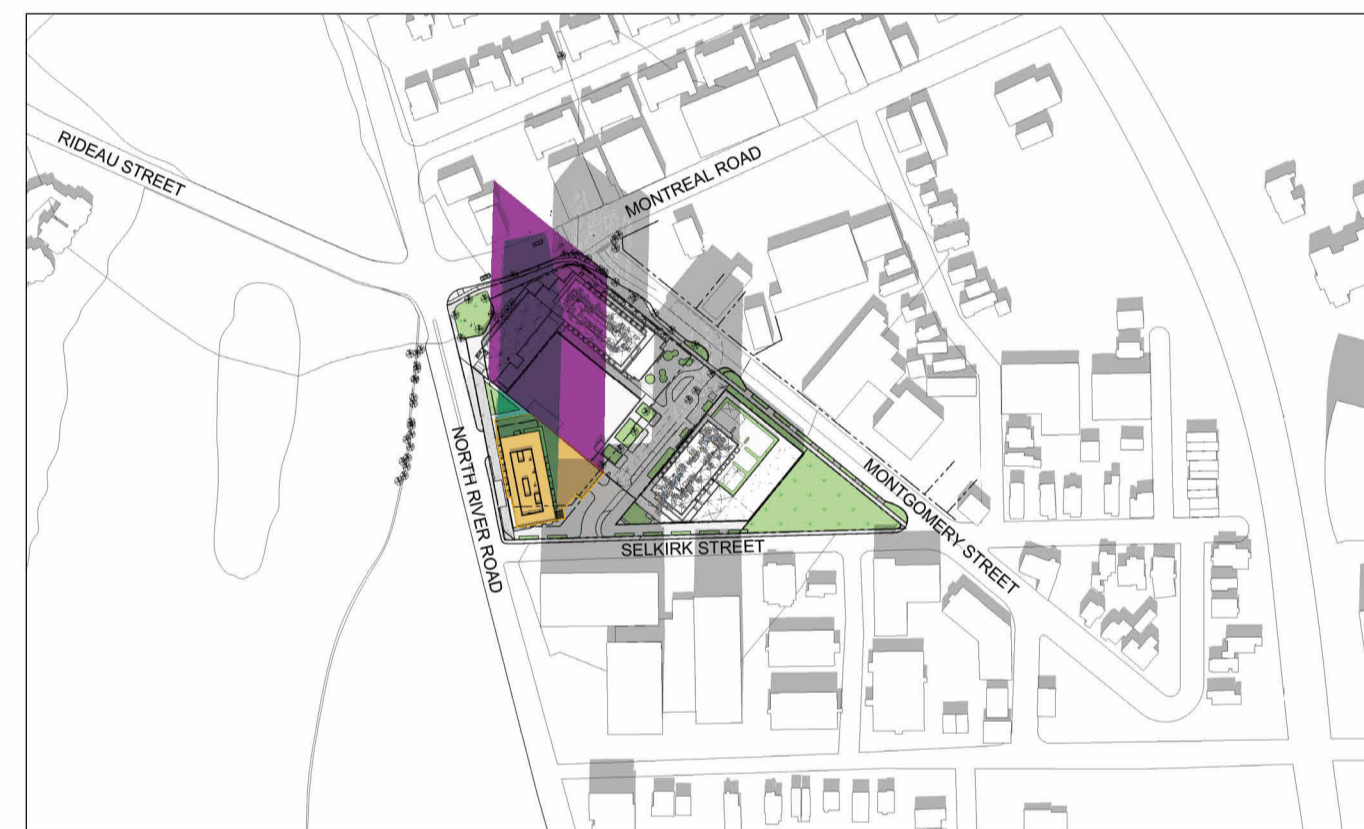 RIDEAU STREET
MONTREAL ROAD
NORTH RIVER ROAD
MONTGOMERY STREET
SELKIRK STREET